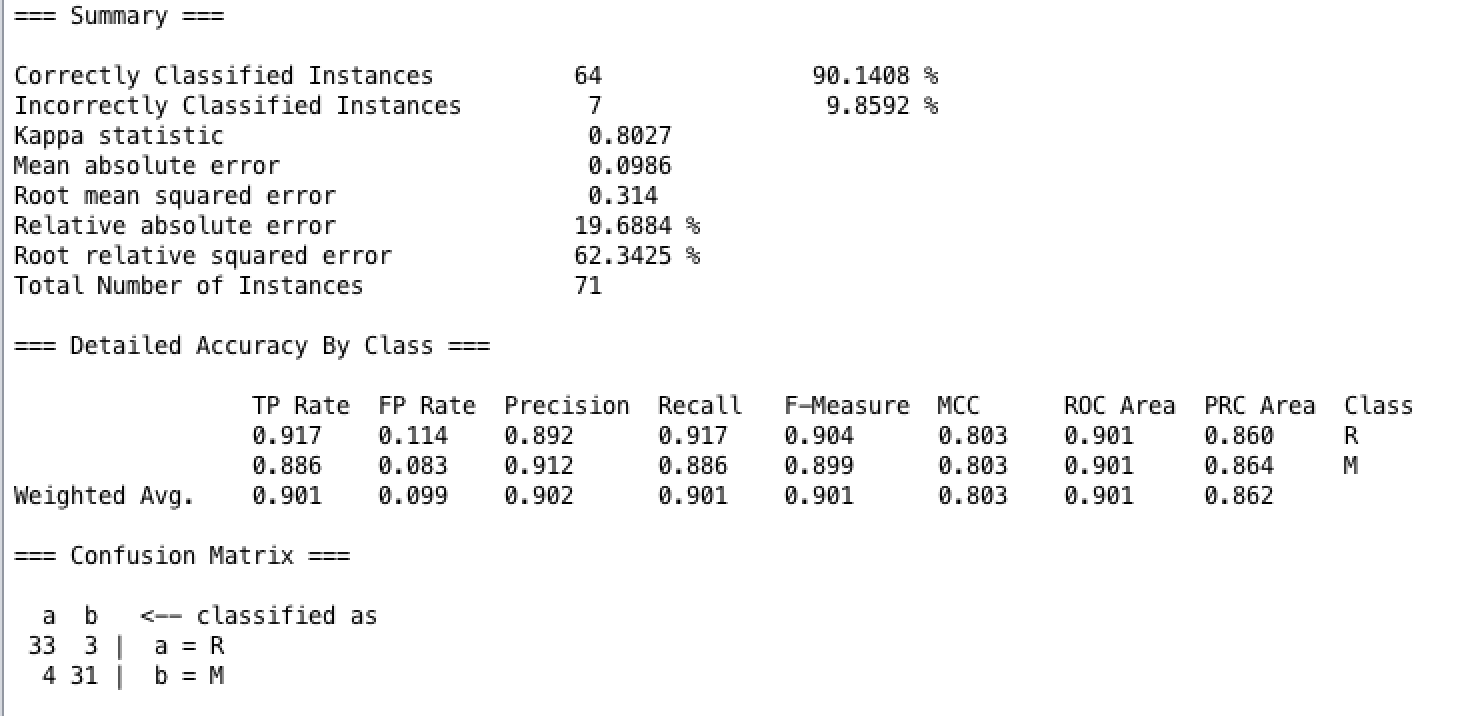 === Summary ===
Correctly Classified Instances 64 90.1408 %
Incorrectly Classified Instances 7 9.8592 %
Kappa statistic 0.8027
Mean absolute error 0.0986
Root mean squared error 0.314
Relative absolute error 19.6884 %
Root relative squared error 62.3425 %
Total Number of Instances 71
=== Detailed Accuracy By Class ===
TP Rate FP Rate Precision Recall F-Measure MCC ROC Area PRC Area Class
0.917 0.114 0.892 0.917 0.904 0.803 0.901 0.860 R
0.886 0.083 0.912 0.886 0.899 0.803 0.901 0.864 M
Weighted Avg. 0.901 0.099 0.902 0.901 0.901 0.803 0.901 0.862
=== Confusion Matrix ===
a b <-- classified as
33 3 | a = R
4 31 | b = M